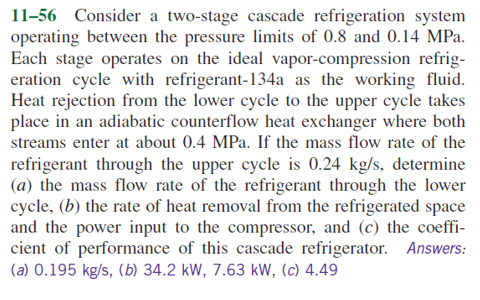 11–56 Consider a two-stage cascade refrigeration system
operating between the pressure limits of 0.8 and 0.14 MPa.
Each stage operates on the ideal vapor-compression refrig-
eration cycle with refrigerant-134a as the working fluid.
Heat rejection from the lower cycle to the upper cycle takes
place in an adiabatic counterflow heat exchanger where both
streams enter at about 0.4 MPa. If the mass flow rate of the
refrigerant through the upper cycle is 0.24 kg/s, determine
(a) the mass flow rate of the refrigerant through the lower
cycle, (b) the rate of heat removal from the refrigerated space
and the power input to the compressor, and (c) the coeffi-
cient of performance of this cascade refrigerator. Answers:
(a) 0.195 kg/s, (b) 34.2 kW, 7.63 kW, (c) 4.49